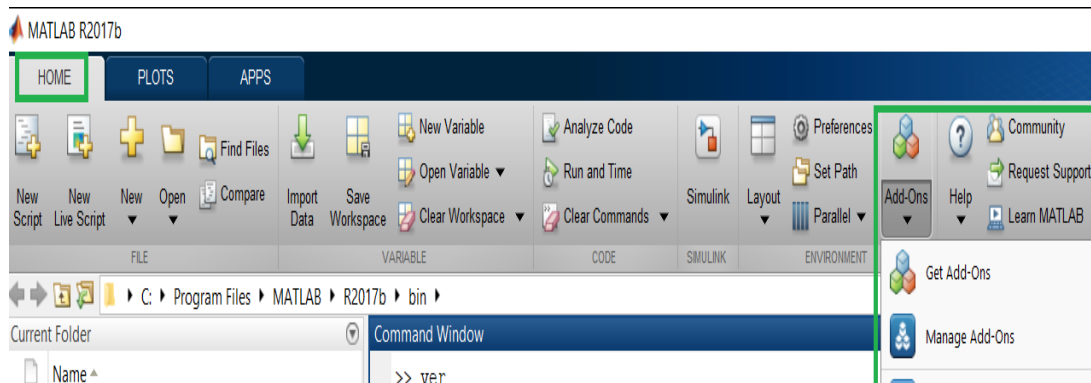 MATLAB R2017b
HOME PLOTS APPS
New Script
New Live Script
New
Open
Find Files
Compare
Import Data
Save Workspace
New Variable
Open Variable
Clear Workspace
Analyze Code
Run and Time
Clear Commands
Simulink
Layout
Preferences
Set Path
Parallel
Add-Ons
Help
Community
Request Support
Learn MATLAB
FILE VARIABLE CODE SIMULINK ENVIRONMENT
Get Add-Ons
Manage Add-Ons
C: Program Files MATLAB R2017b bin
Current Folder
Command Window
Name
>> ver